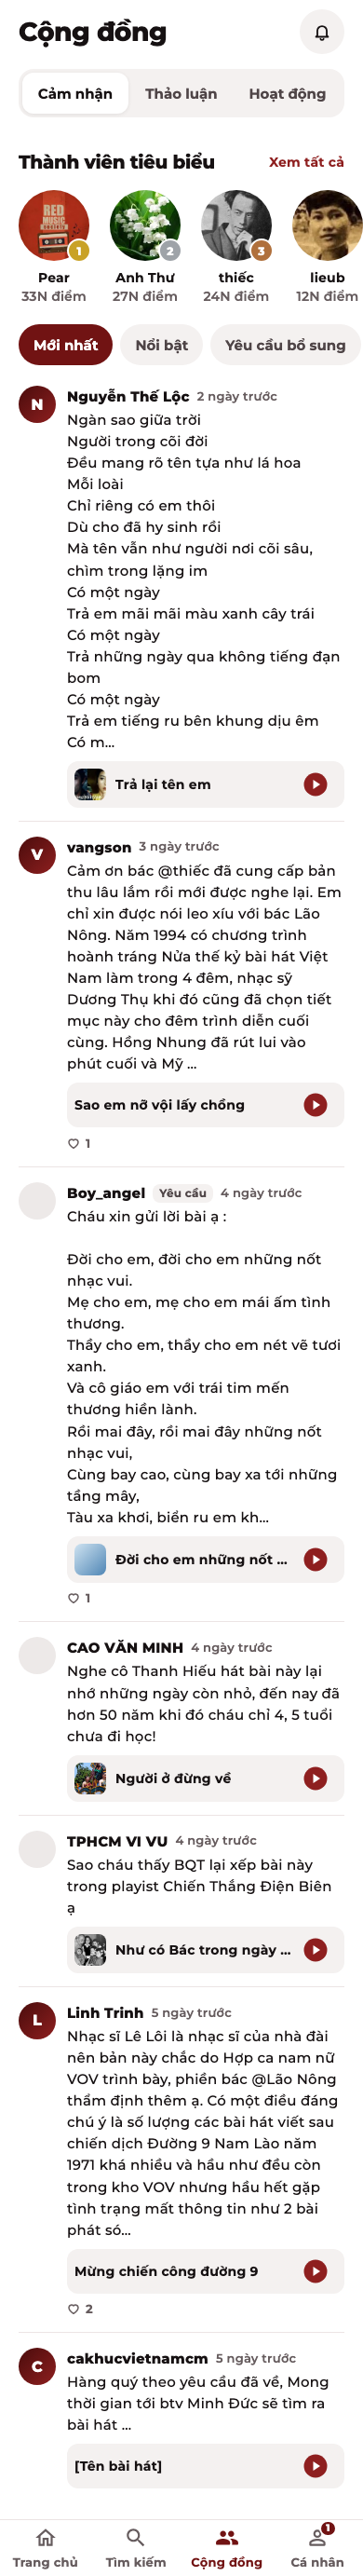 Cộng đồng
Cảm nhận Thảo luận Hoạt động
Thành viên tiêu biểu Xem tất cả
RED MUSIC
1 2 3
Pear Anh Thư thiếc lieub
33N điểm 27N điểm 24N điểm 12N điểm
Mới nhất Nổi bật Yêu cầu bổ sung
N
Nguyễn Thế Lộc 2 ngày trước
Ngàn sao giữa trời
Người trong cõi đời
Đều mang rõ tên tựa như lá hoa
Mỗi loài
Chỉ riêng có em thôi
Dù cho đã hy sinh rồi
Mà tên vẫn như người nơi cõi sâu,
chìm trong lặng im
Có một ngày
Trả em mãi mãi màu xanh cây trái
Có một ngày
Trả những ngày qua không tiếng đạn
bom
Có một ngày
Trả em tiếng ru bên khung dịu êm
Có m...
Trả lại tên em
V
vangson 3 ngày trước
Cảm ơn bác @thiếc đã cung cấp bản
thu lâu lắm rồi mới được nghe lại. Em
chỉ xin được nói leo xíu với bác Lão
Nông. Năm 1994 có chương trình
hoành tráng Nửa thế kỷ bài hát Việt
Nam làm trong 4 đêm, nhạc sỹ
Dương Thụ khi đó cũng đã chọn tiết
mục này cho đêm trình diễn cuối
cùng. Hồng Nhung đã rút lui vào
phút cuối và Mỹ ...
Sao em nỡ vội lấy chồng
1
Boy_angel Yêu cầu 4 ngày trước
Cháu xin gửi lời bài ạ :
Đời cho em, đời cho em những nốt
nhạc vui.
Mẹ cho em, mẹ cho em mái ấm tình
thương.
Thầy cho em, thầy cho em nét vẽ tươi
xanh.
Và cô giáo em với trái tim mến
thương hiền lành.
Rồi mai đây, rồi mai đây những nốt
nhạc vui,
Cùng bay cao, cùng bay xa tới những
tầng mây,
Tàu xa khơi, biển ru em kh...
Đời cho em những nốt ...
1
CAO VĂN MINH 4 ngày trước
Nghe cô Thanh Hiếu hát bài này lại
nhớ những ngày còn nhỏ, đến nay đã
hơn 50 năm khi đó cháu chỉ 4, 5 tuổi
chưa đi học!
Người ở đừng về
TPHCM VI VU 4 ngày trước
Sao cháu thấy BQT lại xếp bài này
trong playist Chiến Thắng Điện Biên
ạ
Như có Bác trong ngày ...
L
Linh Trinh 5 ngày trước
Nhạc sĩ Lê Lôi là nhạc sĩ của nhà đài
nên bản này chắc do Hợp ca nam nữ
VOV trình bày, phiền bác @Lão Nông
thẩm định thêm ạ. Có một điều đáng
chú ý là số lượng các bài hát viết sau
chiến dịch Đường 9 Nam Lào năm
1971 khá nhiều và hầu như đều còn
trong kho VOV nhưng hầu hết gặp
tình trạng mất thông tin như 2 bài
phát só...
Mừng chiến công đường 9
2
C
cakhucvietnamcm 5 ngày trước
Hàng quý theo yêu cầu đã về, Mong
thời gian tới btv Minh Đức sẽ tìm ra
bài hát ...
[Tên bài hát]
1
Trang chủ Tìm kiếm Cộng đồng Cá nhân